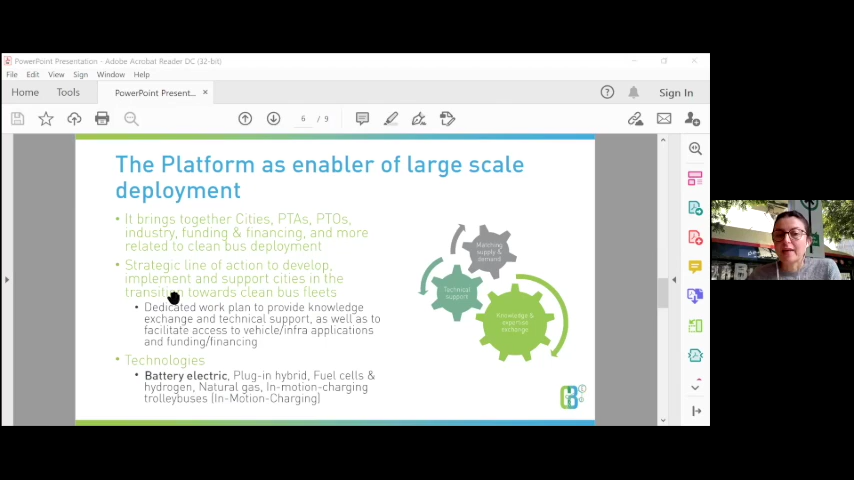 PowerPoint Presentation - Adobe Acrobat Reader DC (32-bit)
File Edit View Sign Window Help
Home Tools PowerPoint Present... × Sign In
6 / 9
The Platform as enabler of large scale
deployment
• It brings together Cities, PTAs, PTOs,
industry, funding & financing, and more
related to clean bus deployment
• Strategic line of action to develop,
implement and support cities in the
transition towards clean bus fleets
• Dedicated work plan to provide knowledge
exchange and technical support, as well as to
facilitate access to vehicle/infra applications
and funding/financing
• Technologies
• Battery electric, Plug-in hybrid, Fuel cells &
hydrogen, Natural gas, In-motion-charging
trolleybuses (In-Motion-Charging)
Matching
supply &
demand
Technical
support
Knowledge &
expertise
exchange